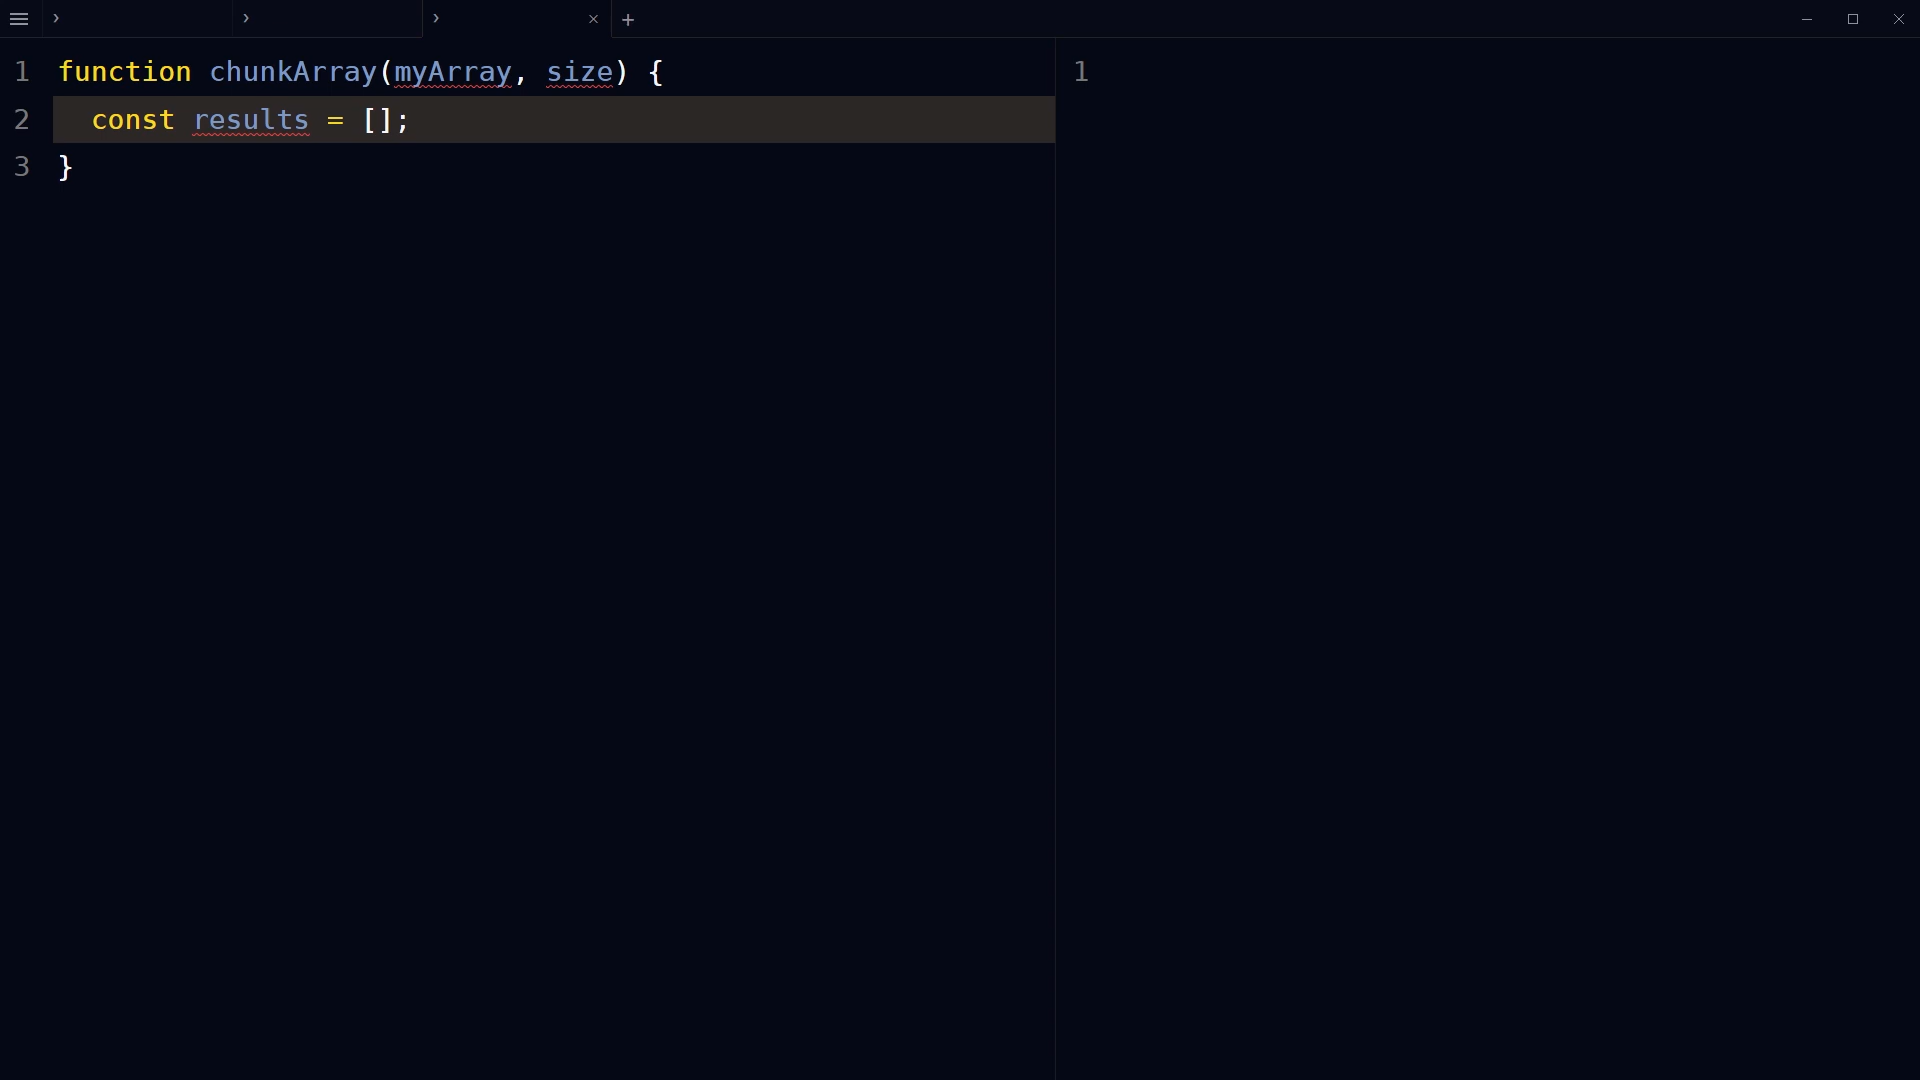 1 function chunkArray(myArray, size) {
2   const results = [];
3 }
1